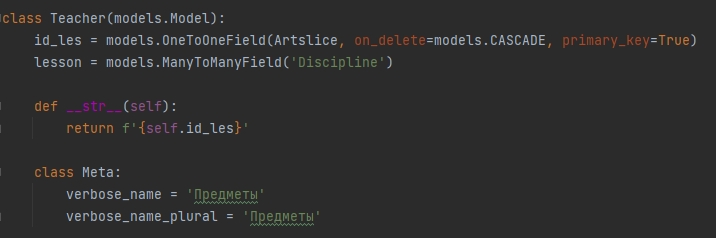 class Teacher(models.Model):
    id_les = models.OneToOneField(Artslice, on_delete=models.CASCADE, primary_key=True)
    lesson = models.ManyToManyField('Discipline')
    def __str__(self):
        return f'{self.id_les}'
    class Meta:
        verbose_name = 'Предметы'
        verbose_name_plural = 'Предметы'